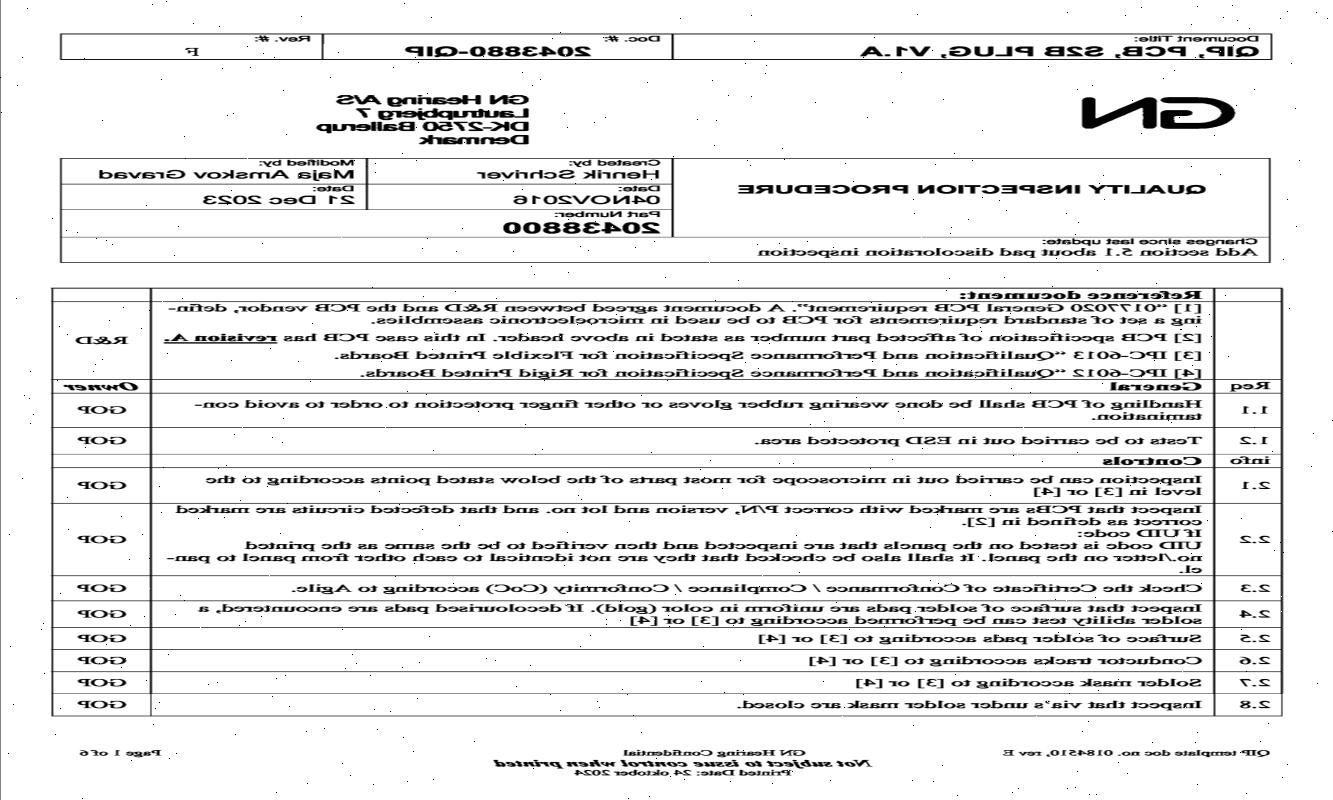 Document Title:
QIP, PCB, S2B PLUG, V1.A
Doc. #:
2043880-QIP
Rev. #:
F
GN
GN Hearing A/S
Lautrupbjerg 7
DK-2750 Ballerup
Denmark
QUALITY INSPECTION PROCEDURE
Created by:
Henrik Schriver
Modified by:
Maja Amskov Gravad
Date:
04NOV2016
Date:
21 Dec 2023
Part Number:
20438800
Changes since last update:
Add section 5.1 about pad discoloration inspection
Reference document:
[1] “0177020 General PCB requirement”. A document agreed between R&D and the PCB vendor, defin-
ing a set of standard requirements for PCB to be used in microelectronic assemblies.
[2] PCB specification of affected part number as stated in above header. In this case PCB has revision A.
[3] IPC-6013 “Qualification and Performance Specification for Flexible Printed Boards.
[4] IPC-6012 “Qualification and Performance Specification for Rigid Printed Boards.
R&D
Req General Owner
1.1 Handling of PCB shall be done wearing rubber gloves or other finger protection to order to avoid con-
tamination.
GOP
1.2 Tests to be carried out in ESD protected area. GOP
info Controls
2.1 Inspection can be carried out in microscope for most parts of the below stated points according to the
level in [3] or [4]
GOP
2.2 Inspect that PCBs are marked with correct P/N, version and lot no. and that defected circuits are marked
correct as defined in [2].
If UID code:
UID code is tested on the panels that are inspected and then verified to be the same as the printed
no./letter on the panel. It shall also be checked that they are not identical to each other from panel to pan-
el.
GOP
2.3 Check the Certificate of Conformance / Compliance / Conformity (CoC) according to Agile. GOP
2.4 Inspect that surface of solder pads are uniform in color (gold). If decolourised pads are encountered, a
solder ability test can be performed according to [3] or [4]
GOP
2.5 Surface of solder pads according to [3] or [4] GOP
2.6 Conductor tracks according to [3] or [4] GOP
2.7 Solder mask according to [3] or [4] GOP
2.8 Inspect that via’s under solder mask are closed. GOP
QIP template doc no. 0184510, rev E
GN Hearing Confidential
Page 1 of 6
Not subject to issue control when printed
Printed Date: 24 oktober 2024